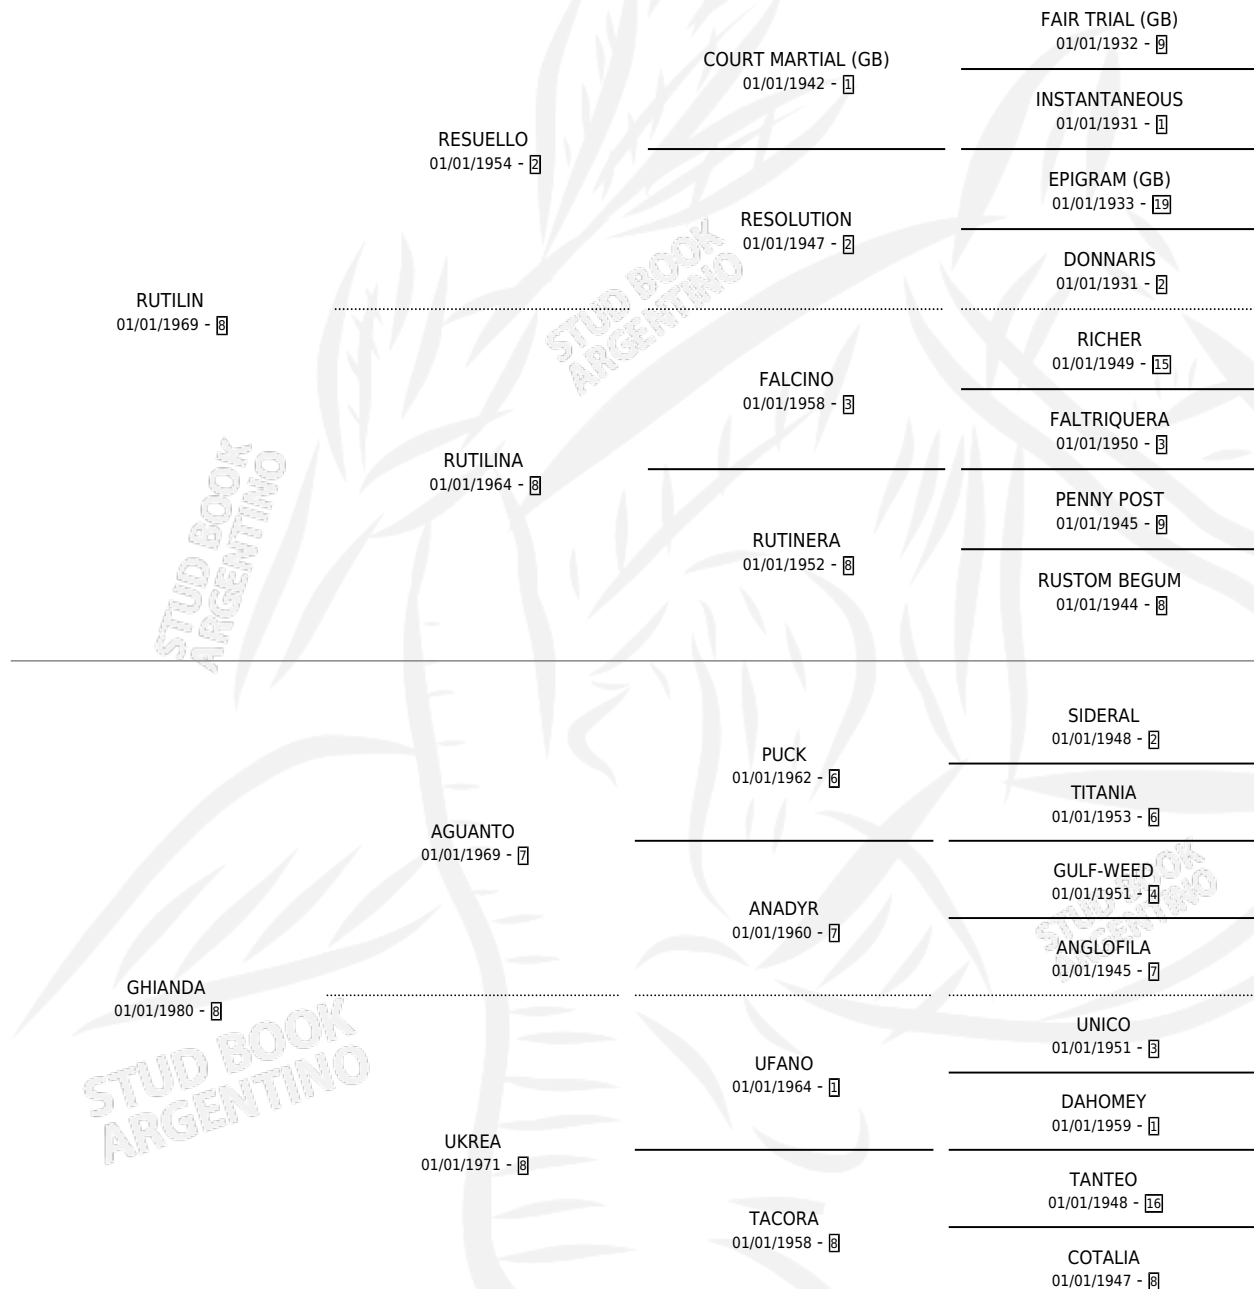 FAIR TRIAL (GB)
01/01/1932 - 9
COURT MARTIAL (GB)
01/01/1942 - 1
INSTANTANEOUS
01/01/1931 - 1
RESUELLO
01/01/1954 - 2
EPIGRAM (GB)
01/01/1933 - 19
RESOLUTION
01/01/1947 - 2
DONNARIS
01/01/1931 - 2
RUTILIN
01/01/1969 - 8
RICHER
01/01/1949 - 15
FALCINO
01/01/1958 - 3
FALTRIQUERA
01/01/1950 - 3
RUTILINA
01/01/1964 - 8
PENNY POST
01/01/1945 - 9
RUTINERA
01/01/1952 - 8
RUSTOM BEGUM
01/01/1944 - 8
SIDERAL
01/01/1948 - 2
PUCK
01/01/1962 - 6
TITANIA
01/01/1953 - 6
AGUANTO
01/01/1969 - 7
GULF-WEED
01/01/1951 - 4
ANADYR
01/01/1960 - 7
ANGLOFILA
01/01/1945 - 7
GHIANDA
01/01/1980 - 8
UNICO
01/01/1951 - 3
UFANO
01/01/1964 - 1
DAHOMEY
01/01/1959 - 1
UKREA
01/01/1971 - 8
TANTEO
01/01/1948 - 16
TACORA
01/01/1958 - 8
COTALIA
01/01/1947 - 8
STUD BOOK
ARGENTINO
STUD BOOK
ARGENTINO
STUD BOOK
ARGENTINO
STUD BOOK
ARGENTINO